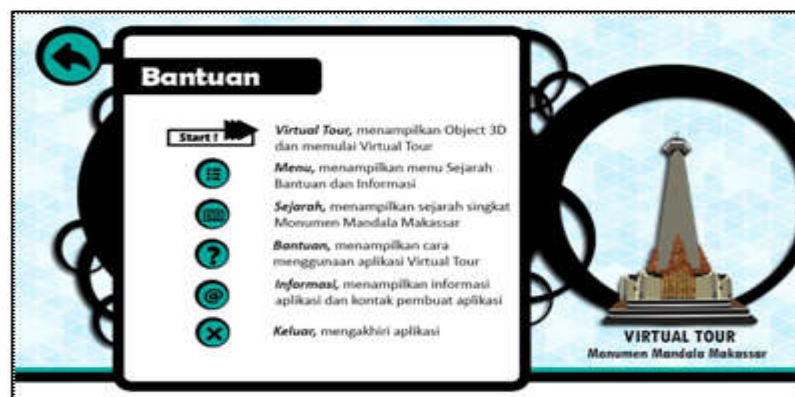 Bantuan
Start !
Virtual Tour, menampilkan Object 3D
dan memulai Virtual Tour
Menu, menampilkan menu Sejarah
Bantuan dan Informasi
Sejarah, menampilkan sejarah singkat
Monumen Mandala Makassar
Bantuan, menampilkan cara
menggunaan aplikasi Virtual Tour
Informasi, menampilkan informasi
aplikasi dan kontak pembuat aplikasi
Keluar, mengakhiri aplikasi
VIRTUAL TOUR
Monumen Mandala Makassar